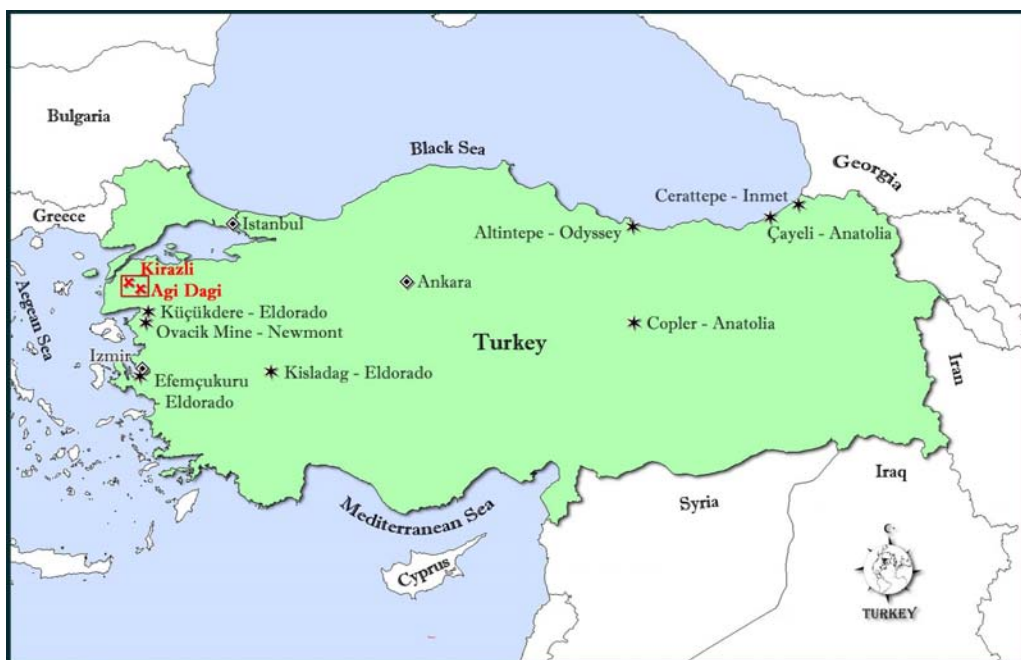 Bulgaria
Black Sea
Georgia
Cerattepe - Inmet
Greece
Istanbul
Altintepe - Odyssey
Çayeli - Anatolia
Kirazli
Agi Dagi
Ankara
Aegean Sea
Küçükdere - Eldorado
Ovacik Mine - Newmont
Copler - Anatolia
Turkey
Izmir
Iran
Efemçukuru
- Eldorado
Kisladag - Eldorado
Iraq
Syria
Mediterranean Sea
Cyprus
TURKEY